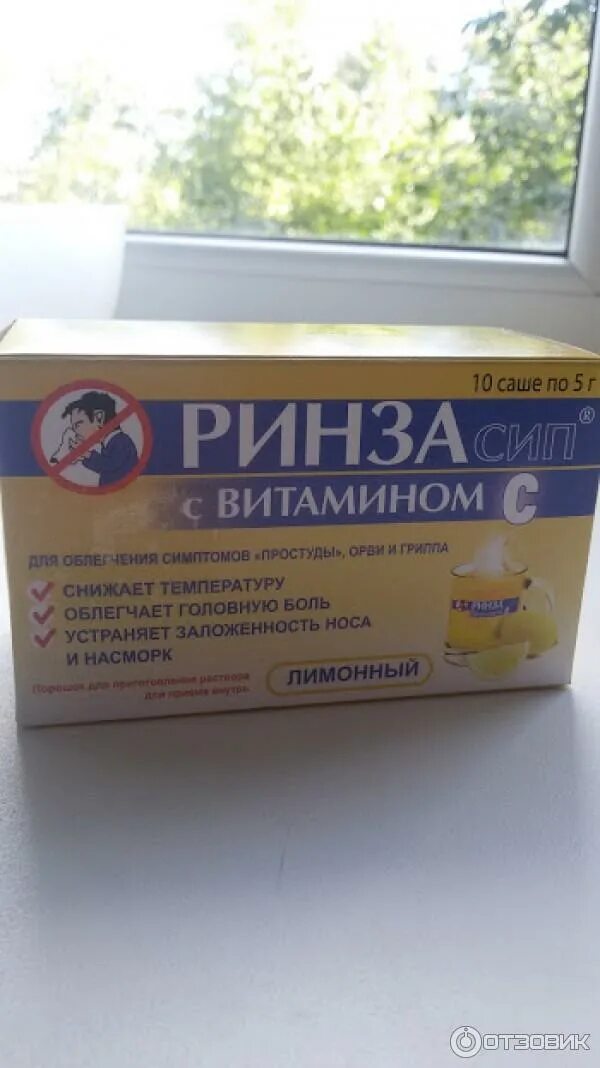 10 саше по 5 г
РИНЗАсип®
с ВИТАМИНОМ С
ДЛЯ ОБЛЕГЧЕНИЯ СИМПТОМОВ «ПРОСТУДЫ», ОРВИ И ГРИППА
СНИЖАЕТ ТЕМПЕРАТУРУ
ОБЛЕГЧАЕТ ГОЛОВНУЮ БОЛЬ
УСТРАНЯЕТ ЗАЛОЖЕННОСТЬ НОСА
И НАСМОРК
РИНЗА
Порошок для приготовления раствора
для приема внутрь
ЛИМОННЫЙ
ОТЗОВИК